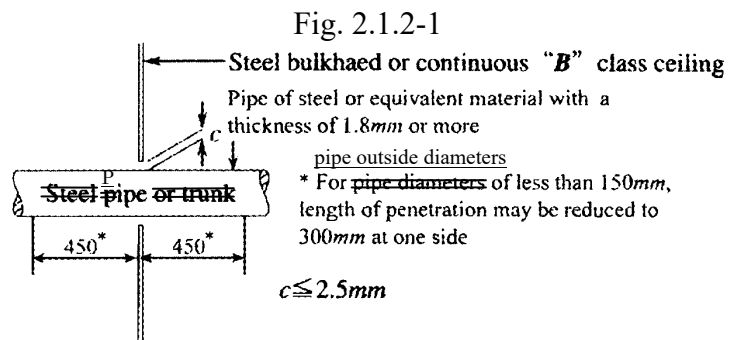 Fig. 2.1.2-1
Steel bulkhaed or continuous “B” class ceiling
Pipe of steel or equivalent material with a
thickness of 1.8mm or more
c
pipe outside diameters
* For pipe diameters of less than 150mm,
length of penetration may be reduced to
300mm at one side
P
Steel pipe or trunk
450* 450*
c≦2.5mm